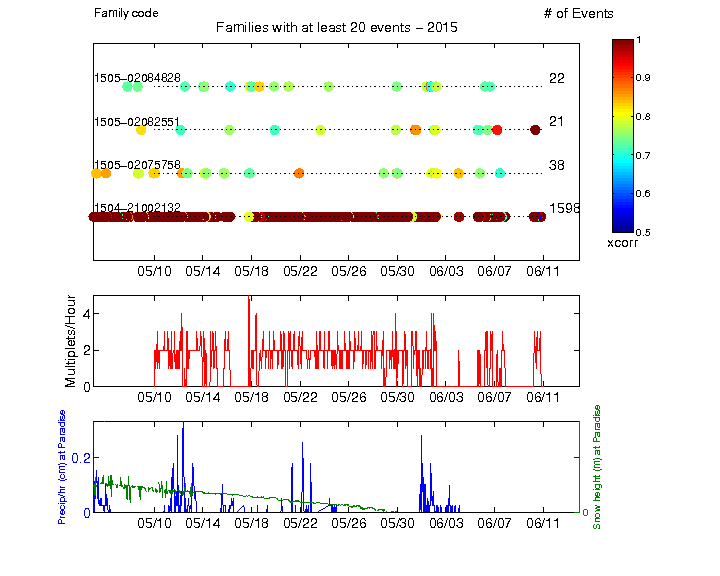 Family code
# of Events
Families with at least 20 events - 2015
1505-02084828
22
1505-02082551
21
1505-02075758
38
1504-21002132
1598
05/10 05/14 05/18 05/22 05/26 05/30 06/03 06/07 06/11
1
0.9
0.8
0.7
0.6
0.5
xcorr
Multiplets/Hour
4
2
0
05/10 05/14 05/18 05/22 05/26 05/30 06/03 06/07 06/11
Precip/hr (cm) at Paradise
0.2
0
0
Snow height (m) at Paradise
05/10 05/14 05/18 05/22 05/26 05/30 06/03 06/07 06/11